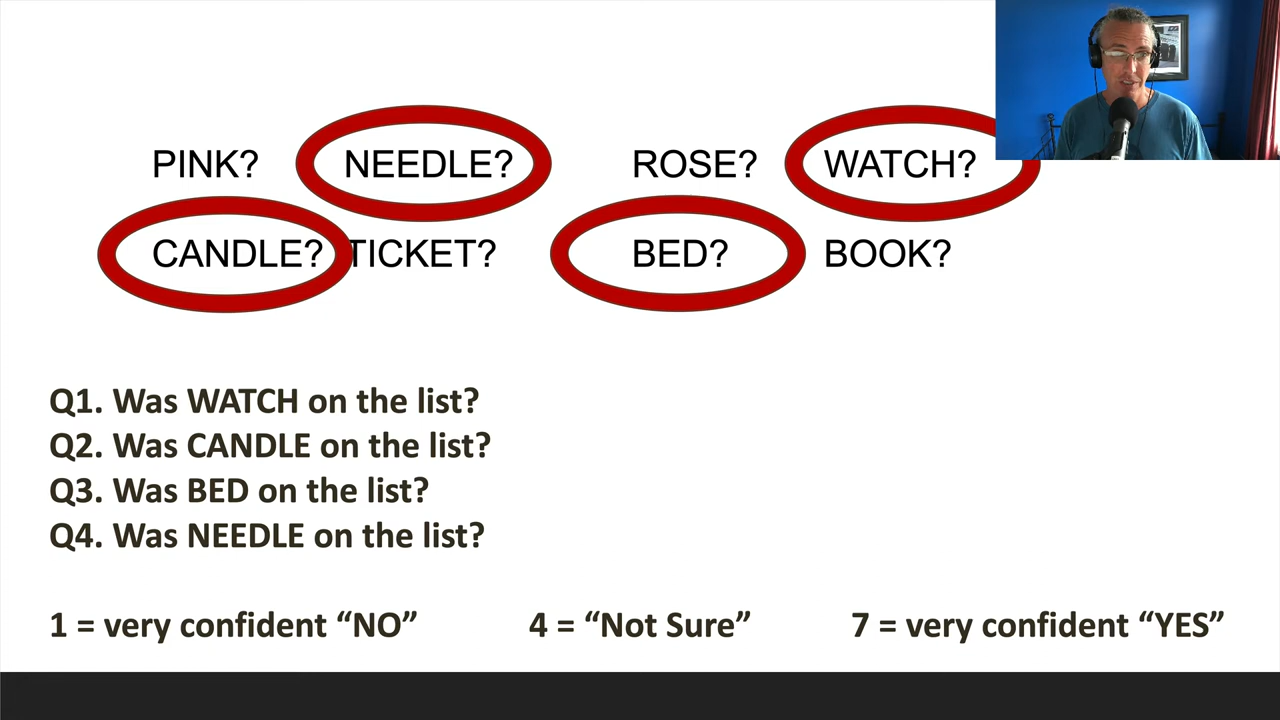 PINK? NEEDLE? ROSE? WATCH?
CANDLE? TICKET? BED? BOOK?
Q1. Was WATCH on the list?
Q2. Was CANDLE on the list?
Q3. Was BED on the list?
Q4. Was NEEDLE on the list?
1 = very confident “NO” 4 = “Not Sure” 7 = very confident “YES”